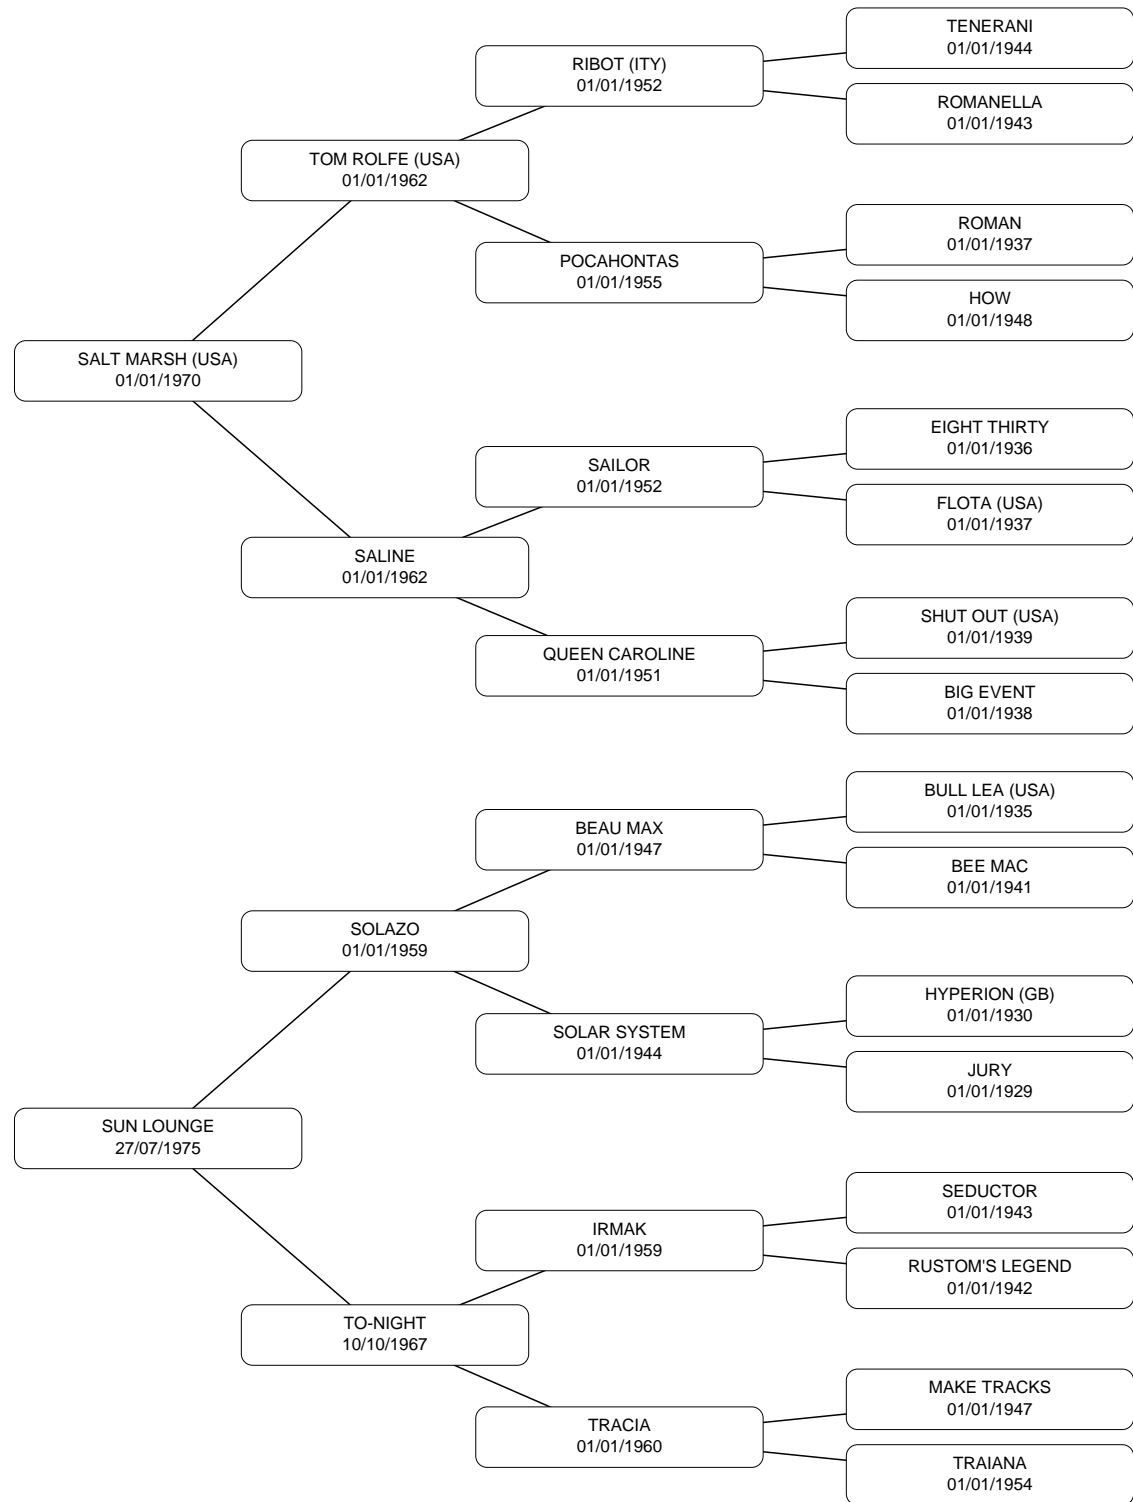 TENERANI
01/01/1944
RIBOT (ITY)
01/01/1952
ROMANELLA
01/01/1943
TOM ROLFE (USA)
01/01/1962
ROMAN
01/01/1937
POCAHONTAS
01/01/1955
HOW
01/01/1948
SALT MARSH (USA)
01/01/1970
EIGHT THIRTY
01/01/1936
SAILOR
01/01/1952
FLOTA (USA)
01/01/1937
SALINE
01/01/1962
SHUT OUT (USA)
01/01/1939
QUEEN CAROLINE
01/01/1951
BIG EVENT
01/01/1938
BULL LEA (USA)
01/01/1935
BEAU MAX
01/01/1947
BEE MAC
01/01/1941
SOLAZO
01/01/1959
HYPERION (GB)
01/01/1930
SOLAR SYSTEM
01/01/1944
JURY
01/01/1929
SUN LOUNGE
27/07/1975
SEDUCTOR
01/01/1943
IRMAK
01/01/1959
RUSTOM'S LEGEND
01/01/1942
TO-NIGHT
10/10/1967
MAKE TRACKS
01/01/1947
TRACIA
01/01/1960
TRAIANA
01/01/1954